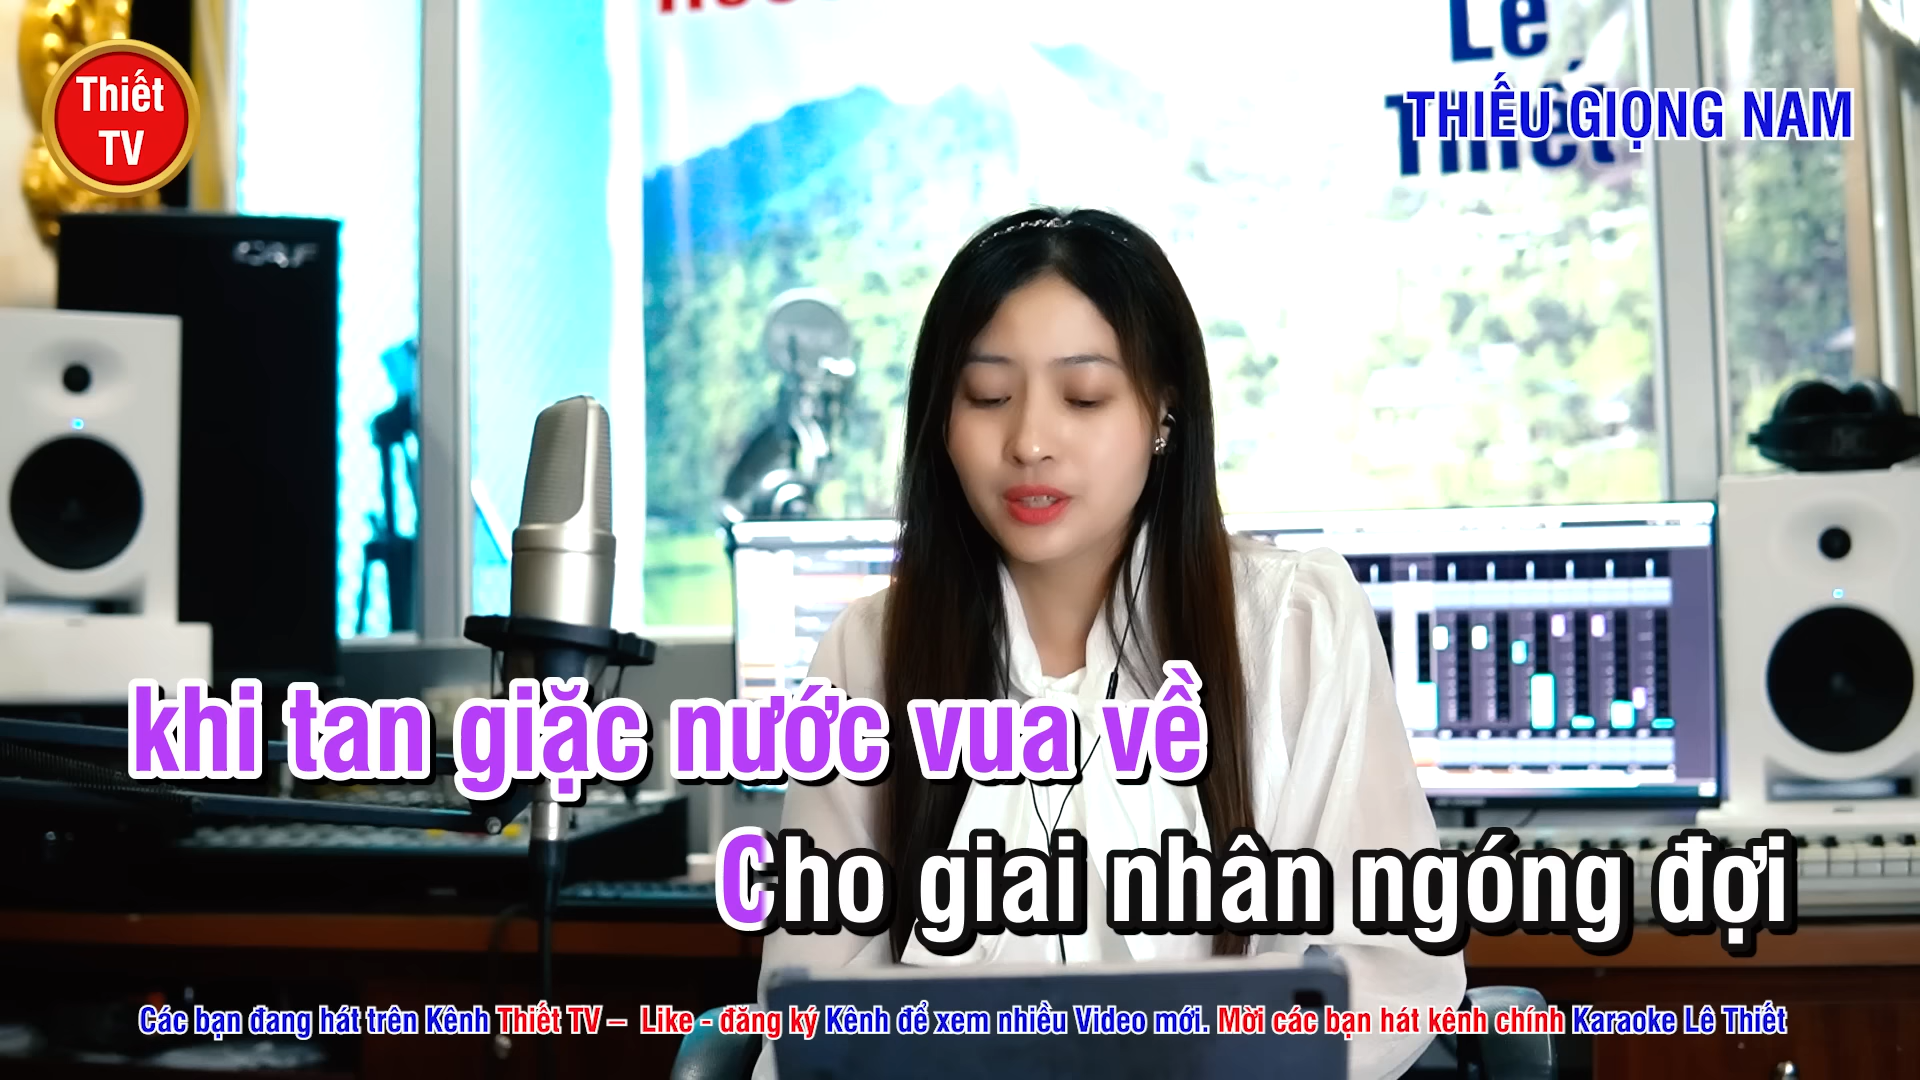 Lê
Thiết
Thiết
TV
THIẾU GIỌNG NAM
khi tan giặc nước vua về
Cho giai nhân ngóng đợi
Các bạn đang hát trên Kênh Thiết TV – Like - đăng ký Kênh để xem nhiều Video mới. Mời các bạn hát kênh chính Karaoke Lê Thiết